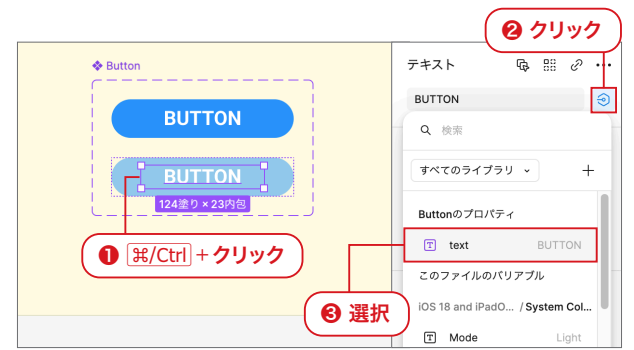 ❷ クリック
Button
テキスト
BUTTON
BUTTON
検索
BUTTON
すべてのライブラリ
124塗り × 23内包
Buttonのプロパティ
❶ ⌘/Ctrl + クリック
text BUTTON
このファイルのバリアブル
❸ 選択
iOS 18 and iPadO... / System Col...
Mode Light